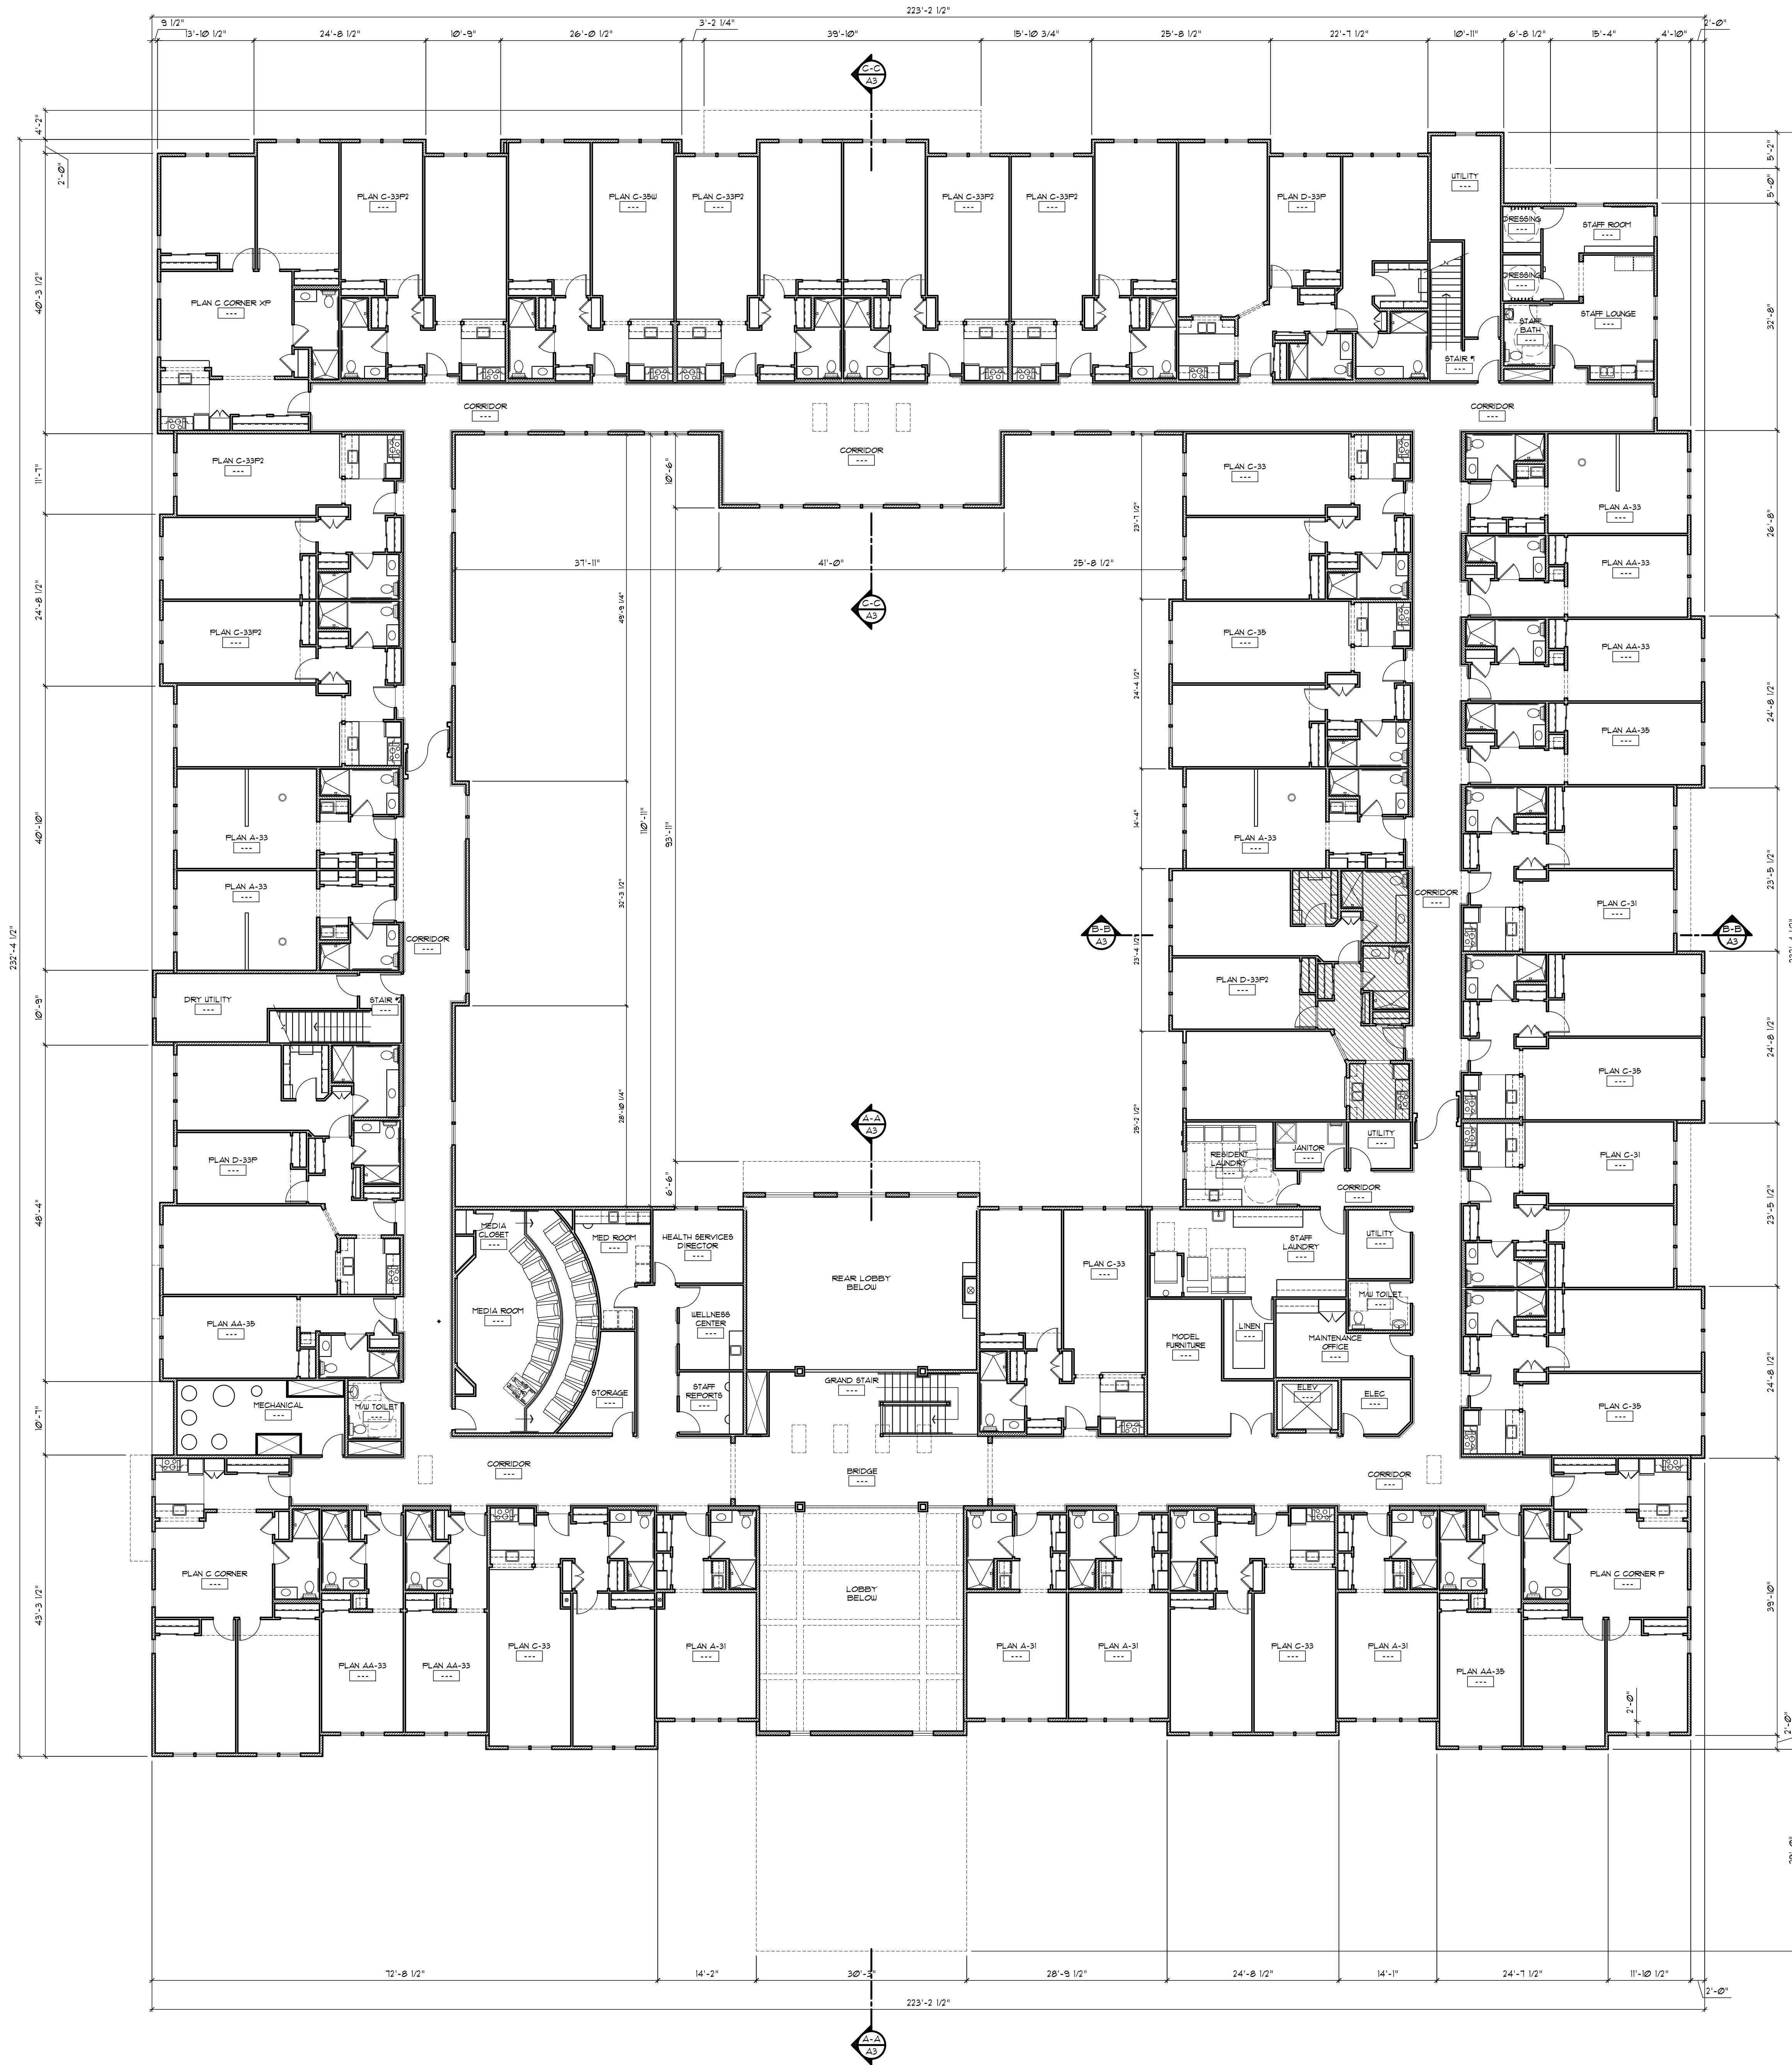 223'-2 1/2"
9 1/2"
3'-2 1/4"
2'-0"
13'-10 1/2"
24'-8 1/2"
10'-9"
26'-0 1/2"
39'-10"
15'-10 3/4"
25'-8 1/2"
22'-7 1/2"
10'-11"
6'-8 1/2"
15'-4"
4'-10"
C-C
A3
4'-2"
2'-0"
5'-2"
5'-0"
UTILITY
---
PLAN C-33P2
---
PLAN C-35W
---
PLAN C-33P2
---
PLAN C-33P2
---
PLAN C-33P2
---
PLAN D-33P
---
DRESSING
---
STAFF ROOM
---
DRESSING
---
PLAN C CORNER XP
---
STAFF
BATH
---
STAFF LOUNGE
---
STAIR #1
---
40'-3 1/2"
32'-8"
CORRIDOR
---
CORRIDOR
---
CORRIDOR
---
PLAN C-33P2
---
11'-7"
10'-6"
23'-7 1/2"
PLAN C-33
---
PLAN A-33
---
26'-8"
37'-11"
41'-0"
25'-8 1/2"
PLAN AA-33
---
C-C
A3
24'-8 1/2"
49'-9 1/4"
PLAN C-33P2
---
PLAN C-35
---
PLAN AA-33
---
24'-4 1/2"
24'-8 1/2"
PLAN AA-35
---
40'-10"
110'-11"
93'-11"
14'-4"
PLAN A-33
---
PLAN A-33
---
PLAN A-33
---
32'-3 1/2"
23'-5 1/2"
CORRIDOR
---
PLAN C-31
---
232'-4 1/2"
CORRIDOR
---
B-B
A3
B-B
A3
23'-4 1/2"
PLAN D-33P2
---
10'-9"
DRY UTILITY
---
STAIR #2
---
24'-8 1/2"
PLAN C-35
---
28'-10 1/4"
25'-2 1/2"
A-A
A3
PLAN D-33P
---
48'-4"
6'-6"
RESIDENT
LAUNDRY
---
JANITOR
---
UTILITY
---
CORRIDOR
---
PLAN C-31
---
23'-5 1/2"
MEDIA
CLOSET
---
MED ROOM
---
HEALTH SERVICES
DIRECTOR
---
REAR LOBBY
BELOW
PLAN C-33
---
STAFF
LAUNDRY
---
UTILITY
---
PLAN AA-35
---
MEDIA ROOM
---
WELLNESS
CENTER
---
MODEL
FURNITURE
---
LINEN
---
M/W TOILET
---
MAINTENANCE
OFFICE
---
10'-7"
MECHANICAL
---
M/W TOILET
---
STORAGE
---
STAFF
REPORTS
---
GRAND STAIR
---
ELEV
---
ELEC
---
PLAN C-35
---
24'-8 1/2"
CORRIDOR
---
BRIDGE
---
CORRIDOR
---
43'-3 1/2"
PLAN C CORNER
---
LOBBY
BELOW
PLAN C CORNER P
---
39'-10"
PLAN AA-33
---
PLAN AA-33
---
PLAN C-33
---
PLAN A-31
---
PLAN A-31
---
PLAN A-31
---
PLAN C-33
---
PLAN A-31
---
PLAN AA-35
---
2'-0"
2'-0"
72'-8 1/2"
14'-2"
30'-3"
28'-9 1/2"
24'-8 1/2"
14'-1"
24'-7 1/2"
11'-10 1/2"
2'-0"
223'-2 1/2"
A-A
A3